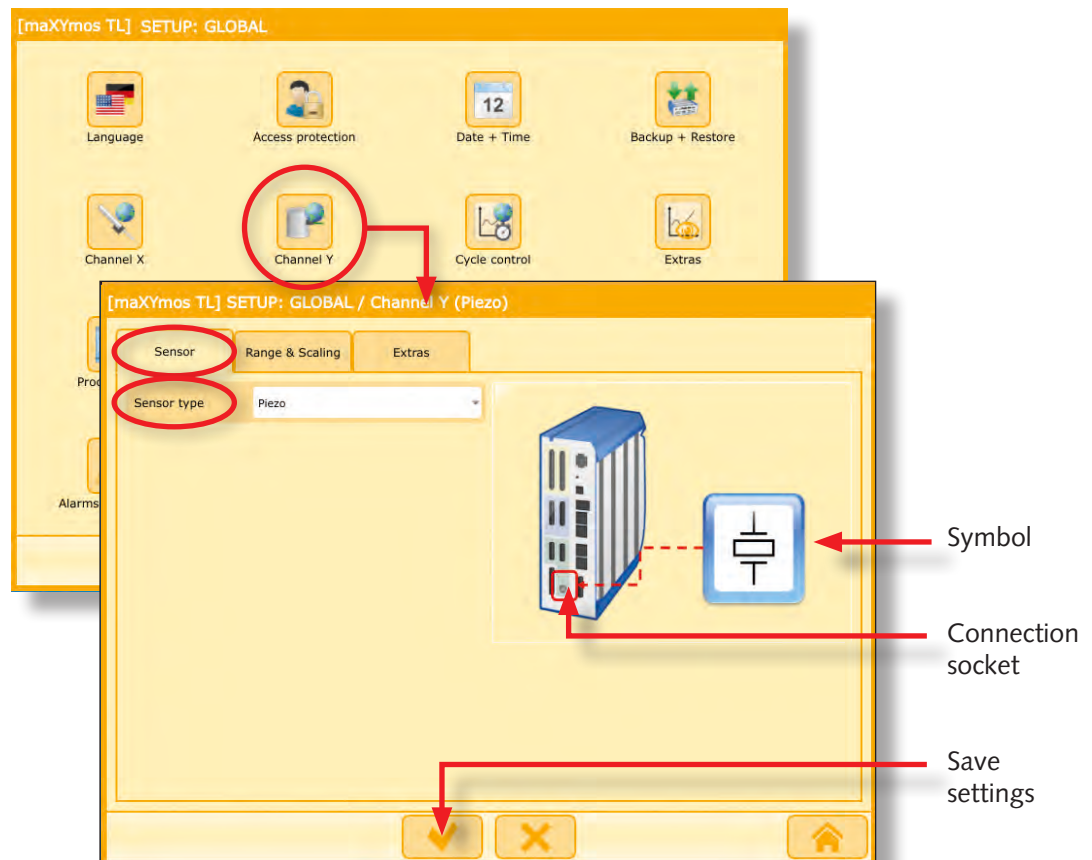 [maXYmos TL] SETUP: GLOBAL
12
Language
Access protection
Date + Time
Backup + Restore
Channel X
Channel Y
Cycle control
Extras
[maXYmos TL] SETUP: GLOBAL / Channel Y (Piezo)
Sensor
Range & Scaling
Extras
Sensor type
Piezo
Alarms
Symbol
Connection
socket
Save
settings